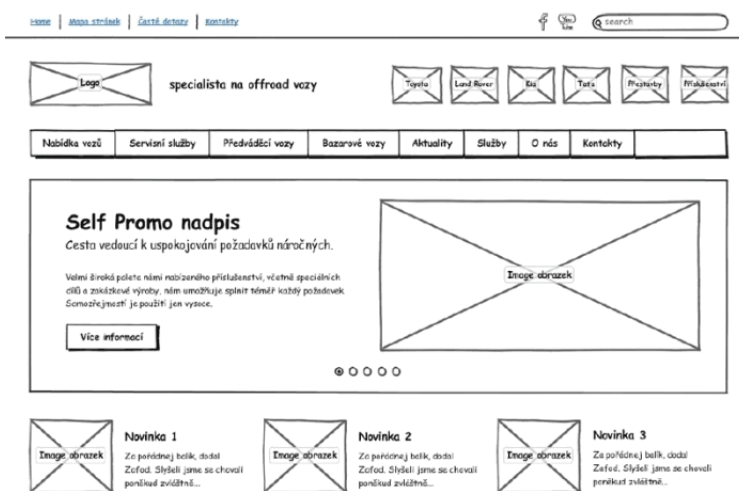 Home | Mapa stránek | Časté dotazy | Kontakty
You Tube
search
Logo
specialista na offroad vozy
Toyota
Land Rover
Kia
Tata
Přestavby
Příslušenství
Nabídka vozů
Servisní služby
Předváděcí vozy
Bazarové vozy
Aktuality
Služby
O nás
Kontakty
Self Promo nadpis
Cesta vedoucí k uspokojování požadavků náročných.
Velmi široká paleta námi nabízeného příslušenství, včetně speciálních
dílů a zakázkové výroby, nám umožňuje splnit téměř každý požadavek.
Samozřejmostí je použití jen vysoce.
Více informací
Image obrazek
Image obrazek
Novinka 1
Za pořádnej balík, dodal
Zafod. Slyšeli jsme se chovali
poněkud zvláštně...
Image obrazek
Novinka 2
Za pořádnej balík, dodal
Zafod. Slyšeli jsme se chovali
poněkud zvláštně...
Image obrazek
Novinka 3
Za pořádnej balík, dodal
Zafod. Slyšeli jsme se chovali
poněkud zvláštně...